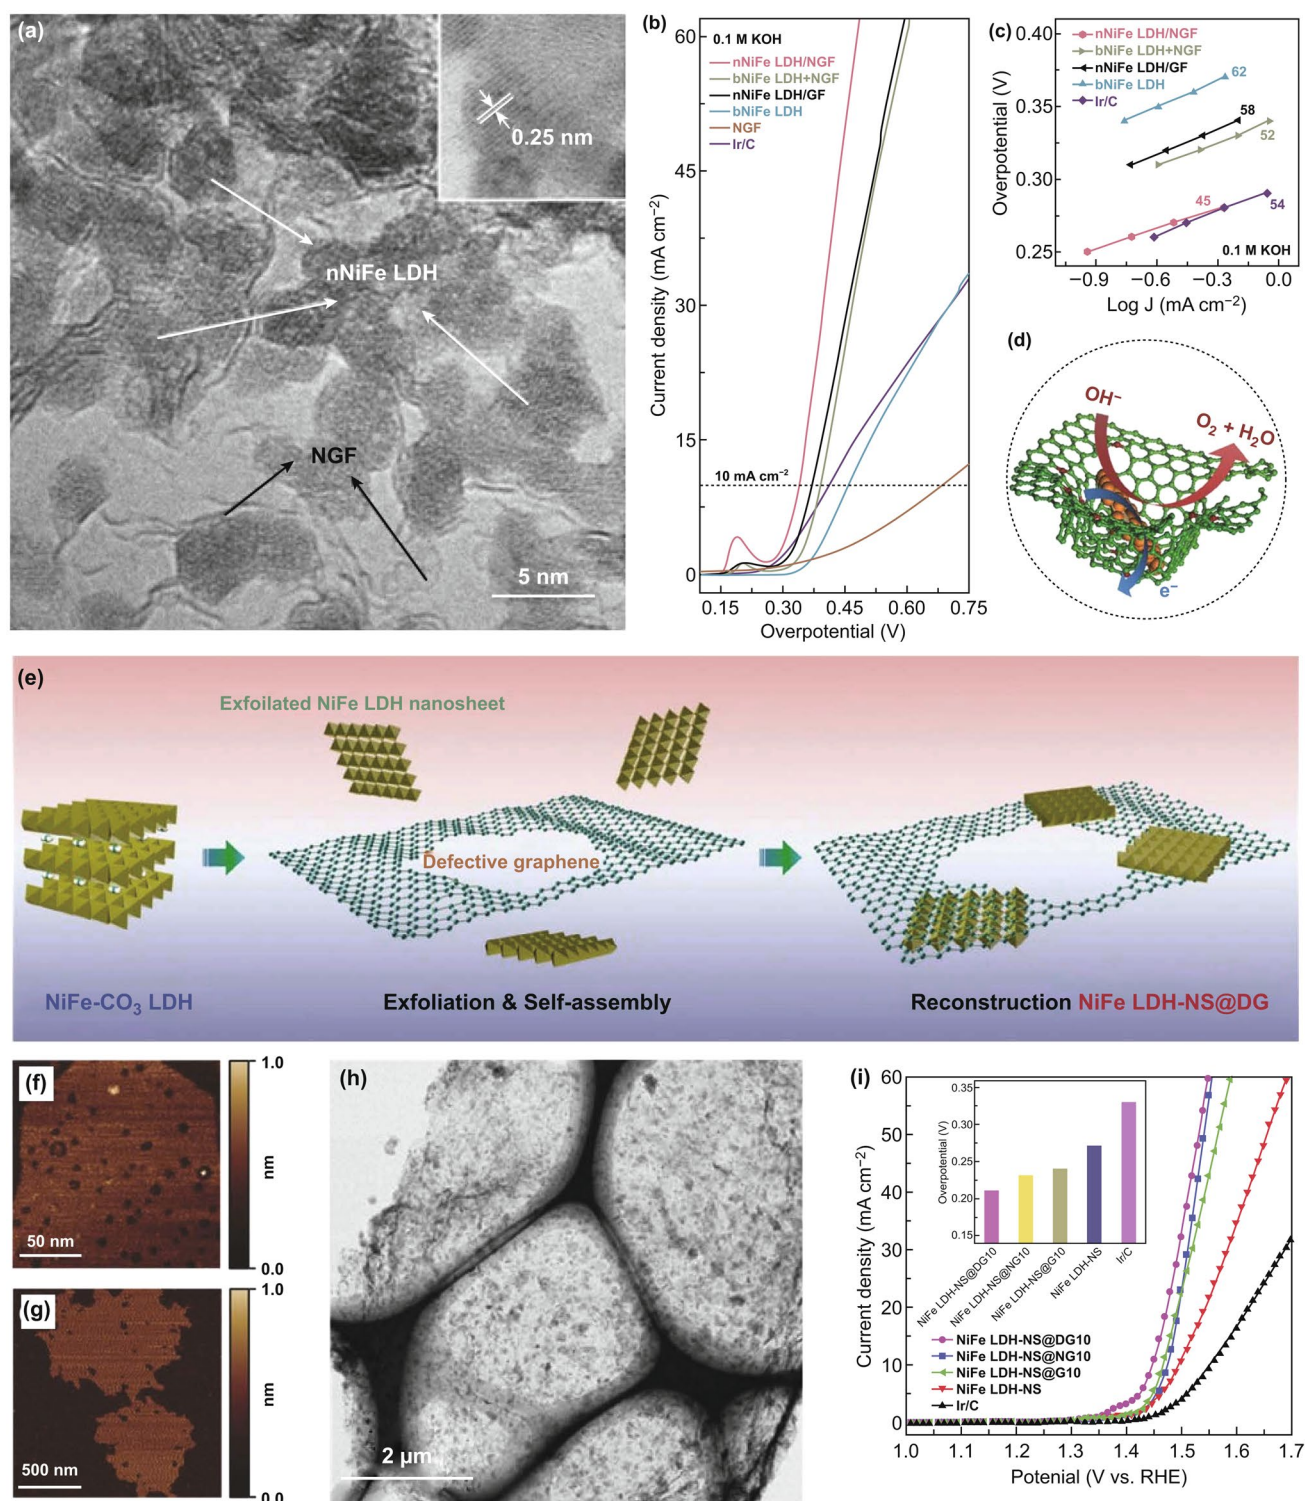 (a)
0.25 nm
nNiFe LDH
NGF
5 nm
(b)
0.1 M KOH
nNiFe LDH/NGF
bNiFe LDH+NGF
nNiFe LDH/GF
bNiFe LDH
NGF
Ir/C
10 mA cm⁻²
60
45
30
15
0
0.15 0.30 0.45 0.60 0.75
Current density (mA cm⁻²)
Overpotential (V)
(c)
nNiFe LDH/NGF
bNiFe LDH+NGF
nNiFe LDH/GF
bNiFe LDH
Ir/C
62
58
52
45
54
0.1 M KOH
0.40
0.35
0.30
0.25
−0.9 −0.6 −0.3 0.0
Overpotential (V)
Log J (mA cm⁻²)
(d)
OH⁻
O₂ + H₂O
e⁻
(e)
Exfoilated NiFe LDH nanosheet
Defective graphene
NiFe-CO₃ LDH
Exfoliation & Self-assembly
Reconstruction NiFe LDH-NS@DG
(f)
50 nm
1.0
nm
0.0
(g)
500 nm
1.0
nm
0.0
(h)
2 µm
(i)
60
50
40
30
20
10
0
1.0 1.1 1.2 1.3 1.4 1.5 1.6 1.7
Current density (mA cm⁻²)
Potenial (V vs. RHE)
0.35
0.30
0.25
0.20
0.15
Overpotential (V)
NiFe LDH-NS@DG10
NiFe LDH-NS@NG10
NiFe LDH-NS@G10
NiFe LDH-NS
Ir/C
NiFe LDH-NS@DG10
NiFe LDH-NS@NG10
NiFe LDH-NS@G10
NiFe LDH-NS
Ir/C